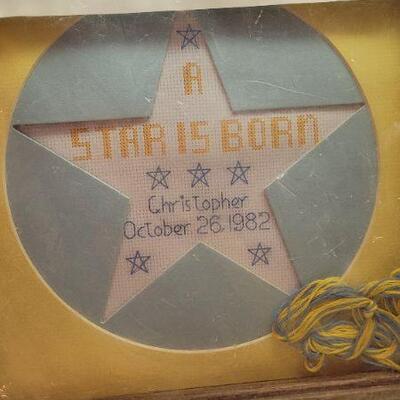 A
STAR IS BORN
Christopher
October 26, 1982